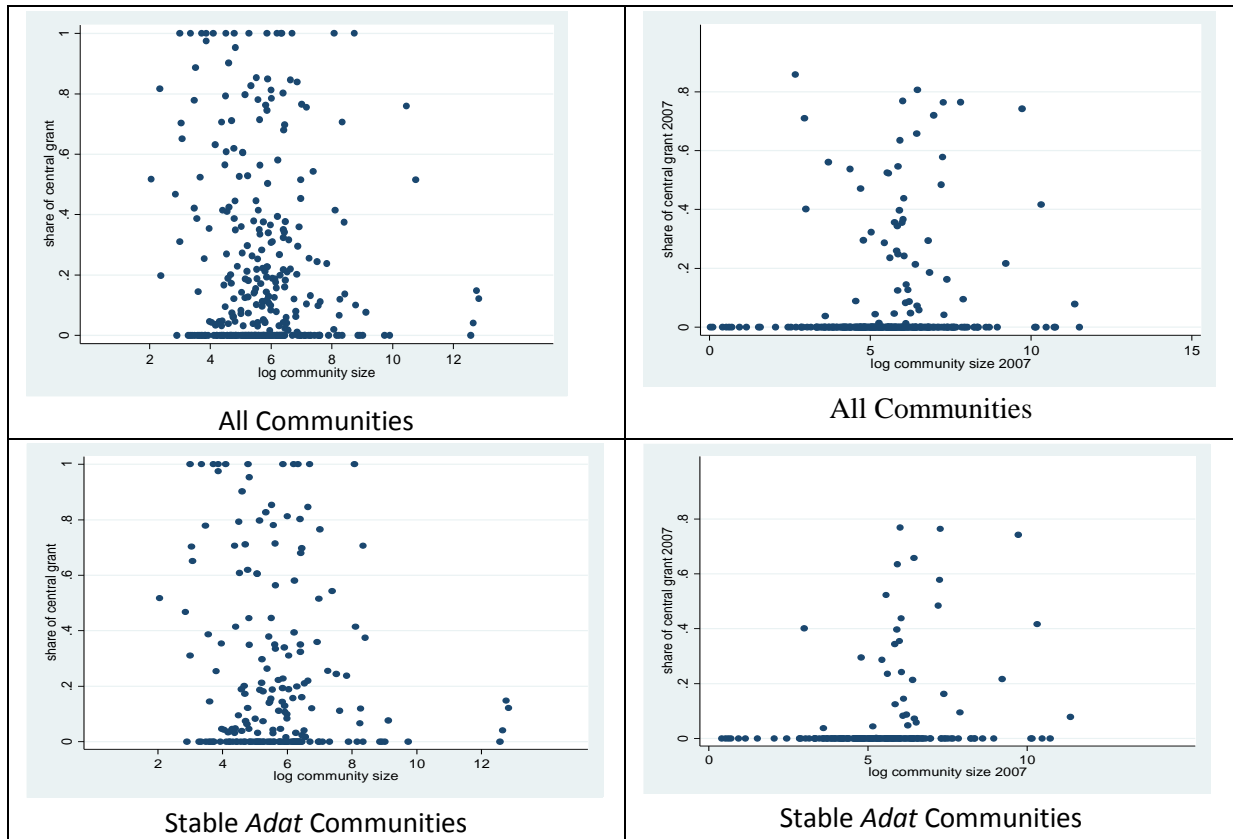 share of central grant
1
.8
.6
.4
.2
0
2 4 6 8 10 12
log community size
All Communities
share of central grant 2007
.8
.6
.4
.2
0
0 5 10 15
log community size 2007
All Communities
share of central grant
1
.8
.6
.4
.2
0
2 4 6 8 10 12
log community size
Stable Adat Communities
share of central grant 2007
.8
.6
.4
.2
0
0 5 10
log community size 2007
Stable Adat Communities